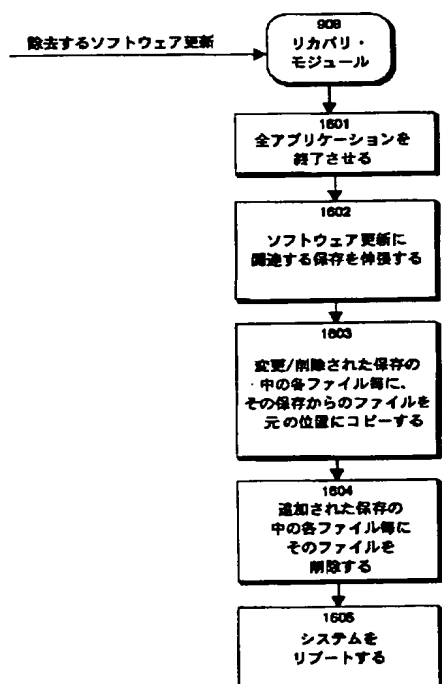 除去するソフトウェア更新
908
リカバリ・
モジュール
1601
全アプリケーションを
終了させる
1602
ソフトウェア更新に
関連する保存を伸張する
1603
変更/削除された保存の
中の各ファイル毎に、
その保存からのファイルを
元の位置にコピーする
1604
追加された保存の
中の各ファイル毎に
そのファイルを
削除する
1605
システムを
リブートする